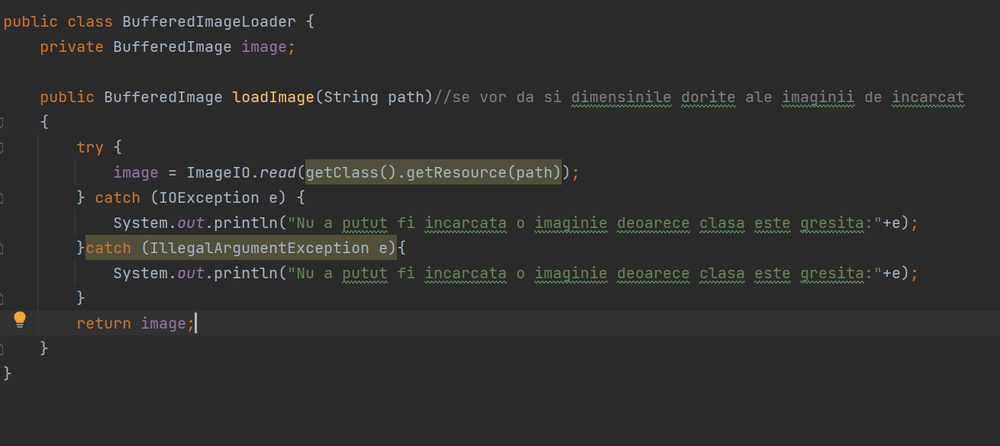 public class BufferedImageLoader {
private BufferedImage image;
public BufferedImage loadImage(String path)//se vor da si dimensinile dorite ale imaginii de incarcat
{
try {
image = ImageIO.read(getClass().getResource(path));
} catch (IOException e) {
System.out.println("Nu a putut fi incarcata o imaginie deoarece clasa este gresita:"+e);
}catch (IllegalArgumentException e){
System.out.println("Nu a putut fi incarcata o imaginie deoarece clasa este gresita:"+e);
}
return image;
}
}